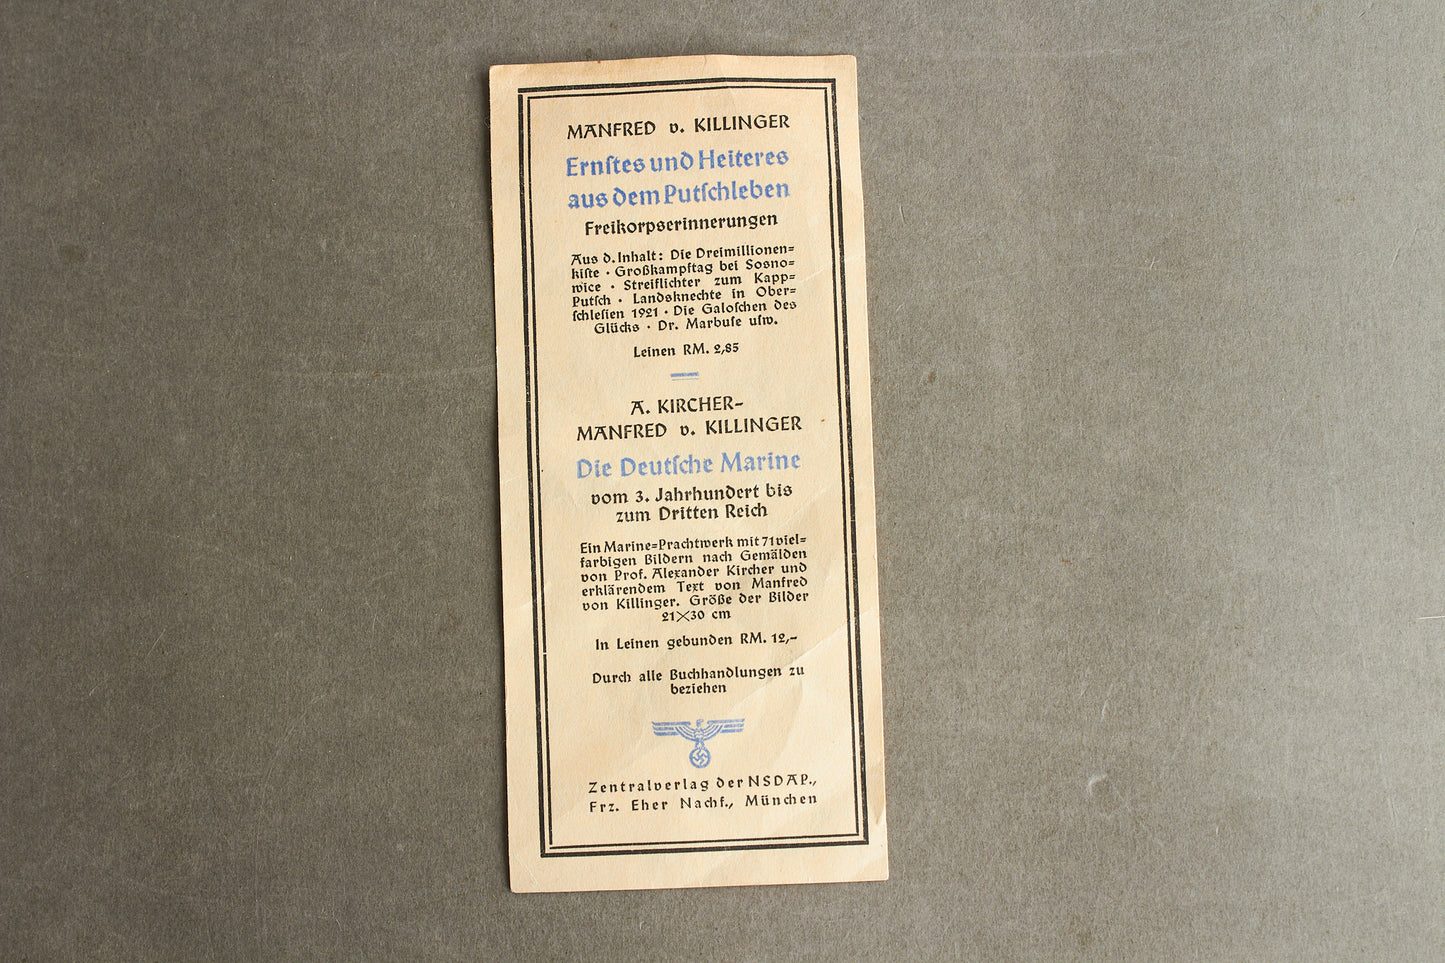 MANFRED v. KILLINGER
Ernſtes und Heiteres
aus dem Putſchleben
Freikorpserinnerungen
Aus d. Inhalt: Die Dreimillionen=
kiſte · Großkampftag bei Sosno=
wice · Streiflichter zum Kapp=
Putſch · Landsknechte in Ober=
ſchleſien 1921 · Die Galoſchen des
Glücks · Dr. Marbuſe uſw.
Leinen RM. 2,85
A. KIRCHER-
MANFRED v. KILLINGER
Die Deutſche Marine
vom 3. Jahrhundert bis
zum Dritten Reich
Ein Marine=Prachtwerk mit 71 viel=
farbigen Bildern nach Gemälden
von Prof. Alexander Kircher und
erklärendem Text von Manfred
von Killinger. Größe der Bilder
21×30 cm
In Leinen gebunden RM. 12,–
Durch alle Buchhandlungen zu
beziehen
Zentralverlag der NSDAP.,
Frz. Eher Nachf., München